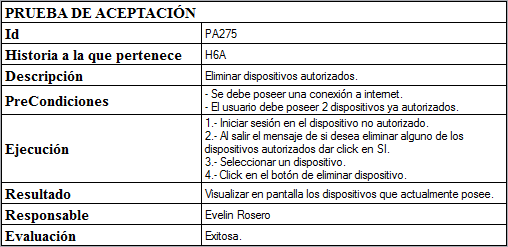 PRUEBA DE ACEPTACIÓN
Id PA275
Historia a la que pertenece H6A
Descripción Eliminar dispositivos autorizados.
PreCondiciones - Se debe poseer una conexión a internet.
- El usuario debe poseer 2 dispositivos ya autorizados.
Ejecución 1.- Iniciar sesión en el dispositivo no autorizado.
2.- Al salir el mensaje de si desea eliminar alguno de los
dispositivos autorizados dar click en SI.
3.- Seleccionar un dispositivo.
4.- Click en el botón de eliminar dispositivo.
Resultado Visualizar en pantalla los dispositivos que actualmente posee.
Responsable Evelin Rosero
Evaluación Exitosa.